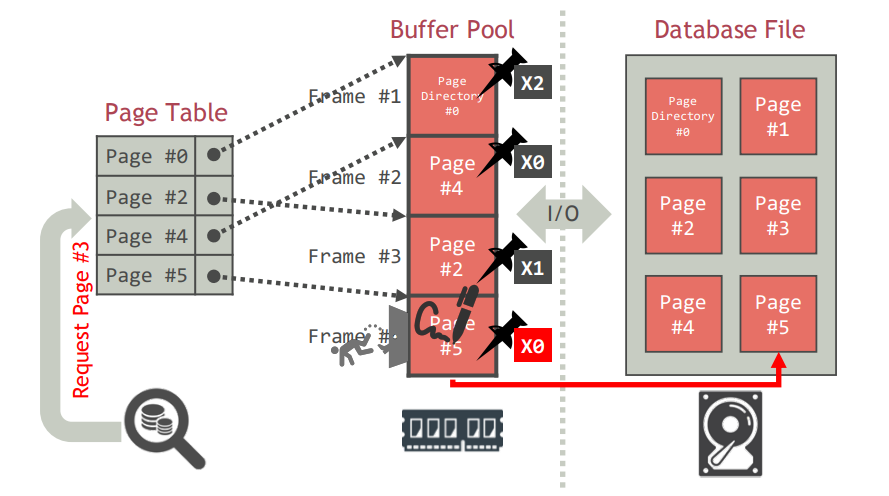 Buffer Pool
Database File
Page Table
Page #0
Page #2
Page #4
Page #5
Request Page #3
Frame #1
Frame #2
Frame #3
Frame #
Page
Directory
#0
X2
Page
#4
X0
Page
#2
X1
Page
#5
X0
I/O
Page
Directory
#0
Page
#1
Page
#2
Page
#3
Page
#4
Page
#5